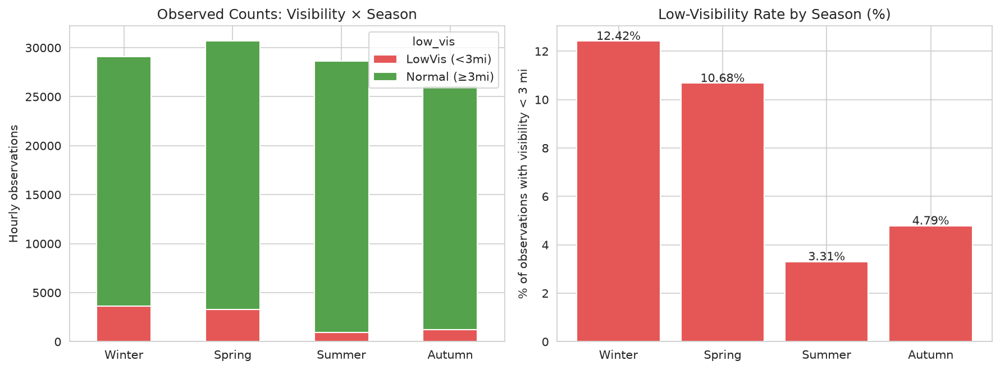 Observed Counts: Visibility × Season
low_vis
LowVis (<3mi)
Normal (≥3mi)
Hourly observations
30000
25000
20000
15000
10000
5000
0
Winter
Spring
Summer
Autumn
Low-Visibility Rate by Season (%)
% of observations with visibility < 3 mi
12
10
8
6
4
2
0
12.42%
10.68%
3.31%
4.79%
Winter
Spring
Summer
Autumn